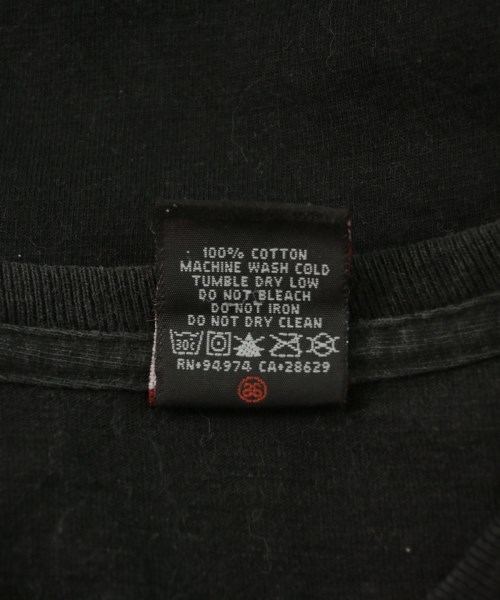 100% COTTON
MACHINE WASH COLD
TUMBLE DRY LOW
DO NOT BLEACH
DO NOT IRON
DO NOT DRY CLEAN
30c
RN•94974 CA•28629